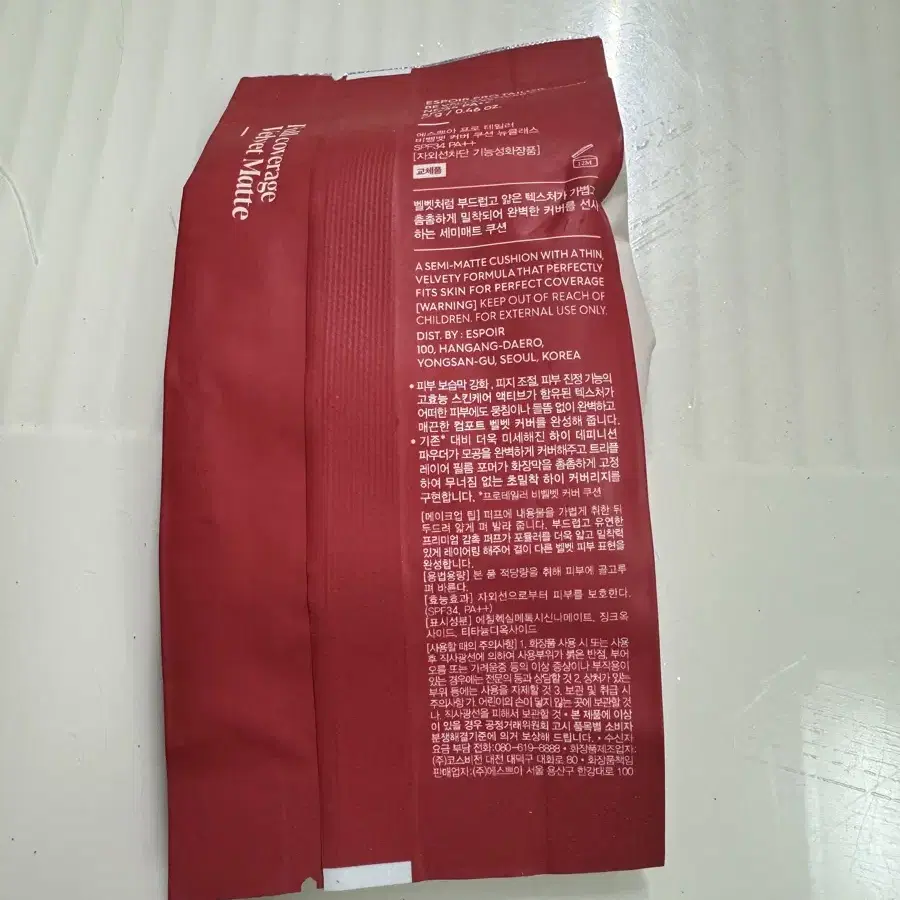 Full coverage
Velvet Matte
ESPOIR PRO TAILOR
/ 0.46 oz.
에스쁘아 프로 테일러
비벨벳 커버 쿠션 뉴클래스
SPF34 PA++
[자외선차단 기능성화장품]
교체품
12M
벨벳처럼 부드럽고 얇은 텍스처가 가볍고
촘촘하게 밀착되어 완벽한 커버를 선사
하는 세미매트 쿠션
A SEMI-MATTE CUSHION WITH A THIN,
VELVETY FORMULA THAT PERFECTLY
FITS SKIN FOR PERFECT COVERAGE
[WARNING] KEEP OUT OF REACH OF
CHILDREN. FOR EXTERNAL USE ONLY.
DIST. BY : ESPOIR
100, HANGANG-DAERO,
YONGSAN-GU, SEOUL, KOREA
• 피부 보습막 강화, 피지 조절, 피부 진정 기능의
고효능 스킨케어 액티브가 함유된 텍스처가
어떠한 피부에도 뭉침이나 들뜸 없이 완벽하고
매끈한 컴포트 벨벳 커버를 완성해 줍니다.
• 기존* 대비 더욱 미세해진 하이 데피니션
파우더가 모공을 완벽하게 커버해주고 트리플
레이어 필름 포머가 화장막을 촘촘하게 고정
하여 무너짐 없는 초밀착 하이 커버리지를
구현합니다. *프로테일러 비벨벳 커버 쿠션
[메이크업 팁] 퍼프에 내용물을 가볍게 취한 뒤
두드려 얇게 펴 발라 줍니다. 부드럽고 유연한
프리미엄 감촉 퍼프가 포뮬러를 더욱 얇고 밀착력
있게 레이어링 해주어 결이 다른 벨벳 피부 표현을
완성합니다.
[용법용량] 본 품 적당량을 취해 피부에 골고루
펴 바른다.
[효능효과] 자외선으로부터 피부를 보호한다.
(SPF34, PA++)
[표시성분] 에칠헥실메톡시신나메이트, 징크옥
사이드, 티타늄디옥사이드
[사용할 때의 주의사항] 1. 화장품 사용 시 또는 사용
후 직사광선에 의하여 사용부위가 붉은 반점, 부어
오름 또는 가려움증 등의 이상 증상이나 부작용이
있는 경우에는 전문의 등과 상담할 것 2. 상처가 있는
부위 등에는 사용을 자제할 것 3. 보관 및 취급 시
주의사항 가. 어린이의 손이 닿지 않는 곳에 보관할 것
나. 직사광선을 피해서 보관할 것 • 본 제품에 이상
이 있을 경우 공정거래위원회 고시 품목별 소비자
분쟁해결기준에 의거 보상해 드립니다. • 수신자
요금 부담 전화:080-619-8888 • 화장품제조업자:
(주)코스비전 대전 대덕구 대화로 80 • 화장품책임
판매업자:(주)에스쁘아 서울 용산구 한강대로 100